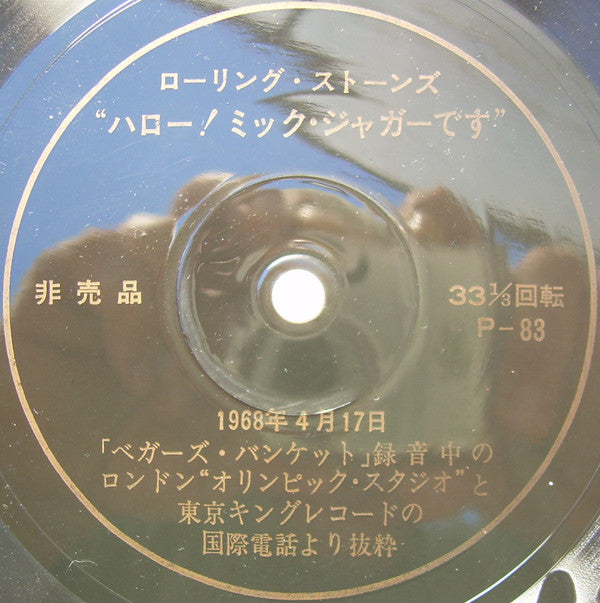 ローリング・ストーンズ
“ハロー！ミック・ジャガーです”
非売品
33⅓回転
P-83
1968年4月17日
「ベガーズ・バンケット」録音中の
ロンドン“オリンピック・スタジオ”と
東京キングレコードの
国際電話より抜粋